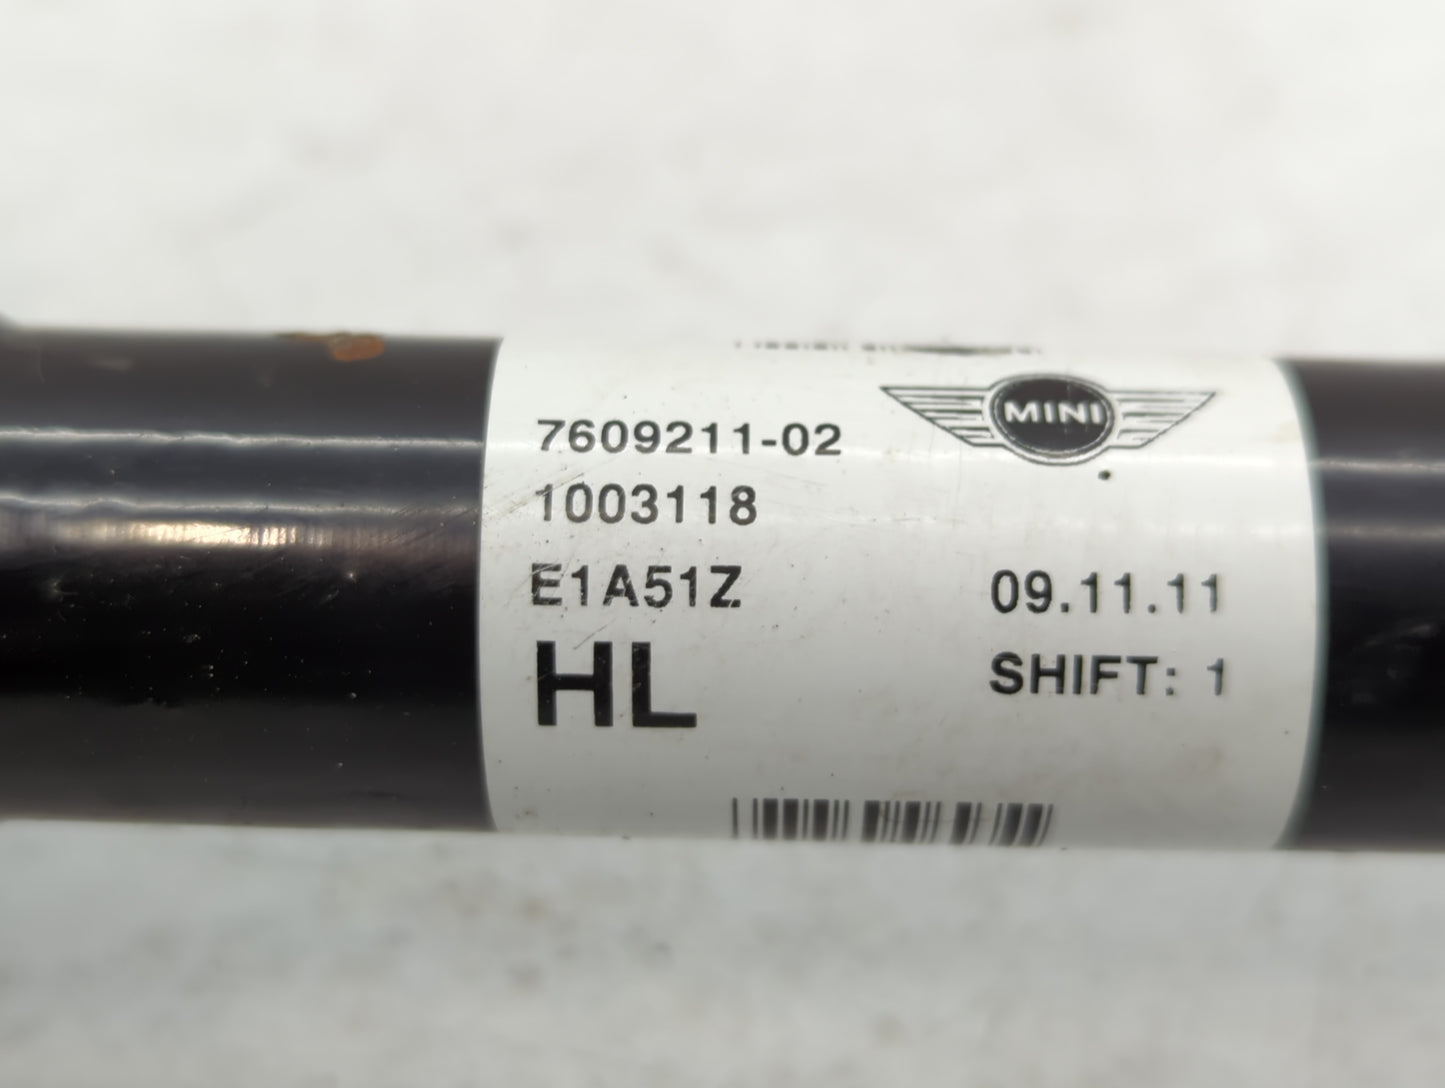 MINI
7609211-02
1003118
E1A51Z
09.11.11
HL
SHIFT: 1